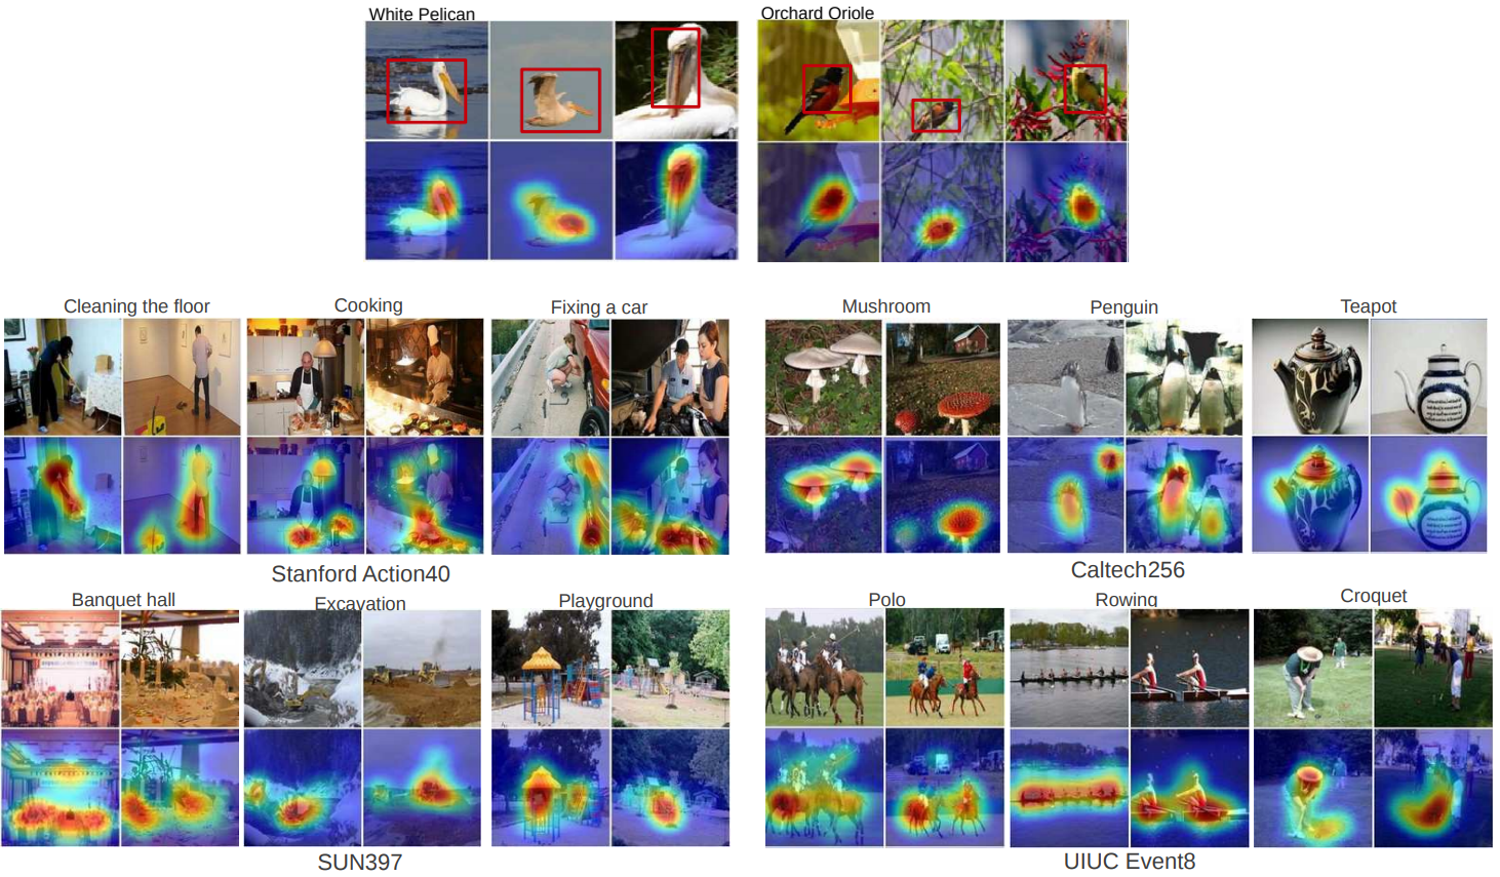 White Pelican
Orchard Oriole
Cleaning the floor
Cooking
Fixing a car
Mushroom
Penguin
Teapot
Stanford Action40
Caltech256
Banquet hall
Excavation
Playground
Polo
Rowing
Croquet
SUN397
UIUC Event8